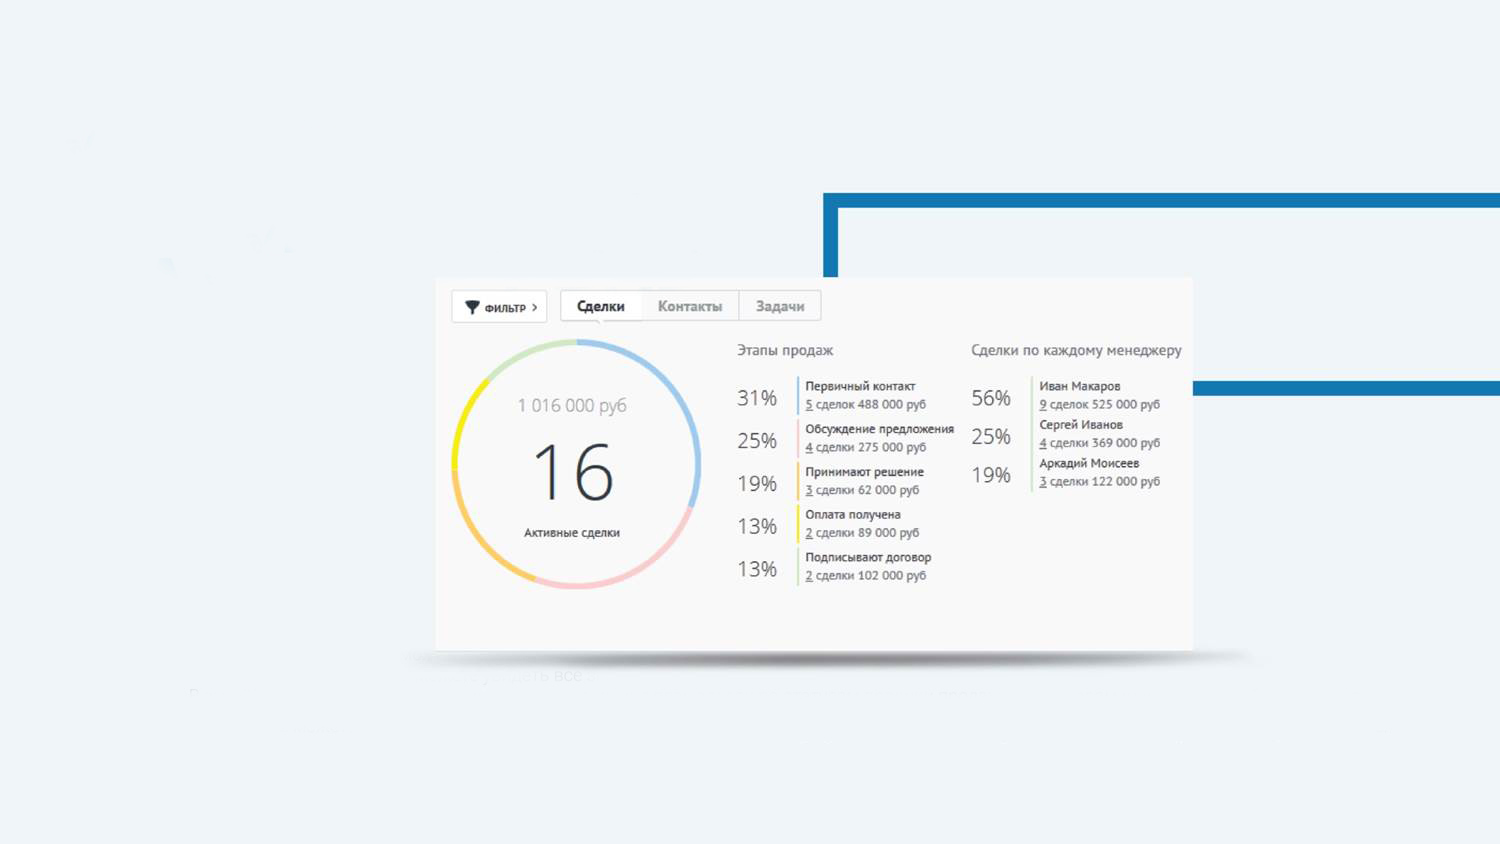 ФИЛЬТР
Сделки
Контакты
Задачи
1 016 000 руб
16
Активные сделки
Этапы продаж
31%
Первичный контакт
5 сделок 488 000 руб
25%
Обсуждение предложения
4 сделки 275 000 руб
19%
Принимают решение
3 сделки 62 000 руб
13%
Оплата получена
2 сделки 89 000 руб
13%
Подписывают договор
2 сделки 102 000 руб
Сделки по каждому менеджеру
56%
Иван Макаров
9 сделок 525 000 руб
25%
Сергей Иванов
4 сделки 369 000 руб
19%
Аркадий Моисеев
3 сделки 122 000 руб